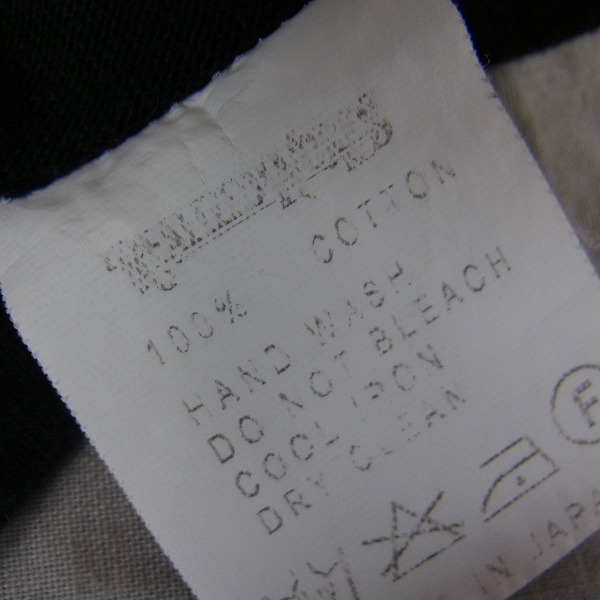 100% COTTON
HAND WASH
DO NOT BLEACH
COOL IRON
DRY CLEAN
F
IN JAPA